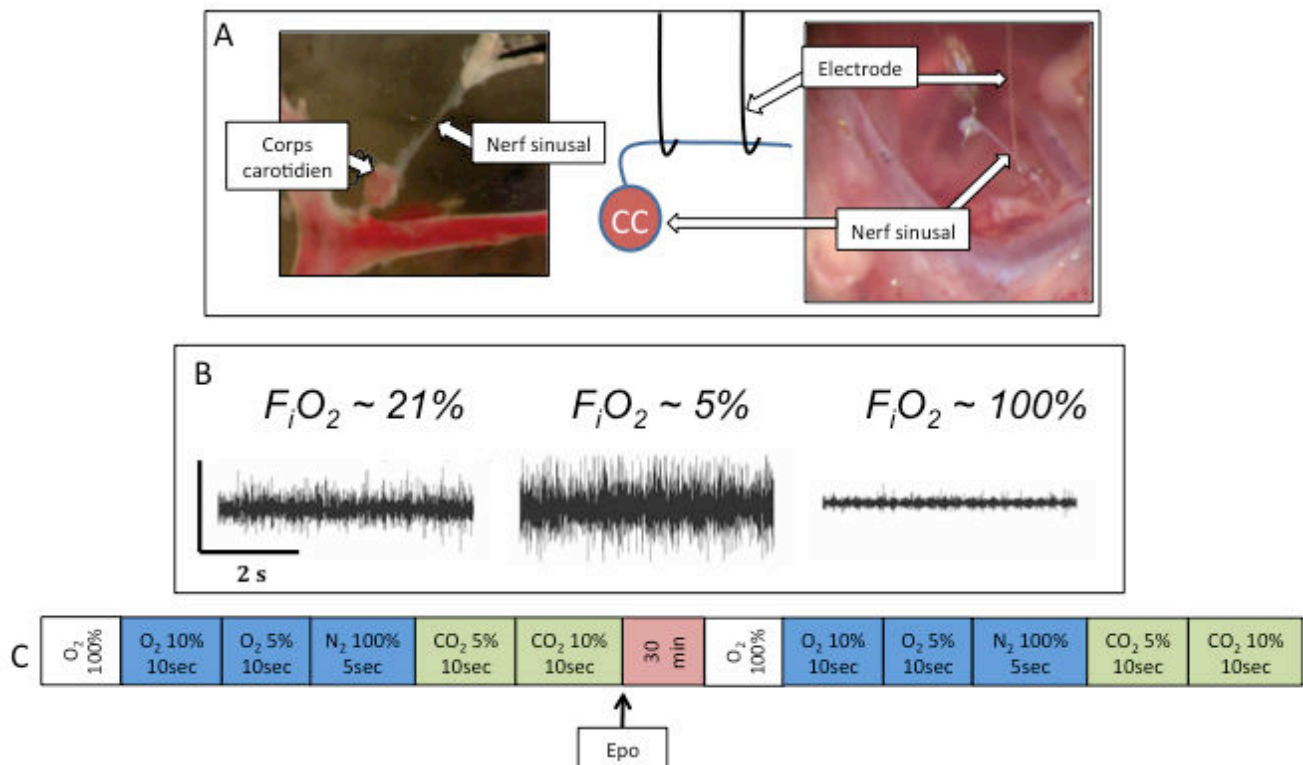 A
Corps
carotidien
Nerf sinusal
Electrode
CC
Nerf sinusal
B
FᵢO₂ ~ 21%
FᵢO₂ ~ 5%
FᵢO₂ ~ 100%
2 s
C
O₂
100%
O₂ 10%
10sec
O₂ 5%
10sec
N₂ 100%
5sec
CO₂ 5%
10sec
CO₂ 10%
10sec
30
min
O₂
100%
O₂ 10%
10sec
O₂ 5%
10sec
N₂ 100%
5sec
CO₂ 5%
10sec
CO₂ 10%
10sec
Epo